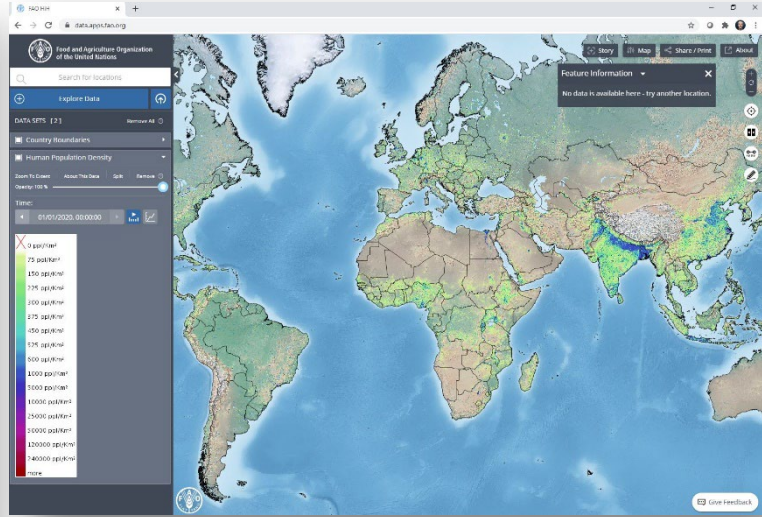 FAO HIH
data.apps.fao.org
Food and Agriculture Organization
of the United Nations
Search for locations
Explore Data
DATA SETS [2]
Remove All
Country Boundaries
Human Population Density
Zoom To Extent About This Data Split Remove
Opacity: 100 %
Time:
01/01/2020, 00:00:00
0 ppl/Km²
75 ppl/Km²
150 ppl/Km²
225 ppl/Km²
300 ppl/Km²
375 ppl/Km²
450 ppl/Km²
525 ppl/Km²
600 ppl/Km²
1000 ppl/Km²
5000 ppl/Km²
10000 ppl/Km²
25000 ppl/Km²
50000 ppl/Km²
120000 ppl/Km²
240000 ppl/Km²
more
Story Map Share / Print About
Feature Information
No data is available here - try another location.
Give Feedback